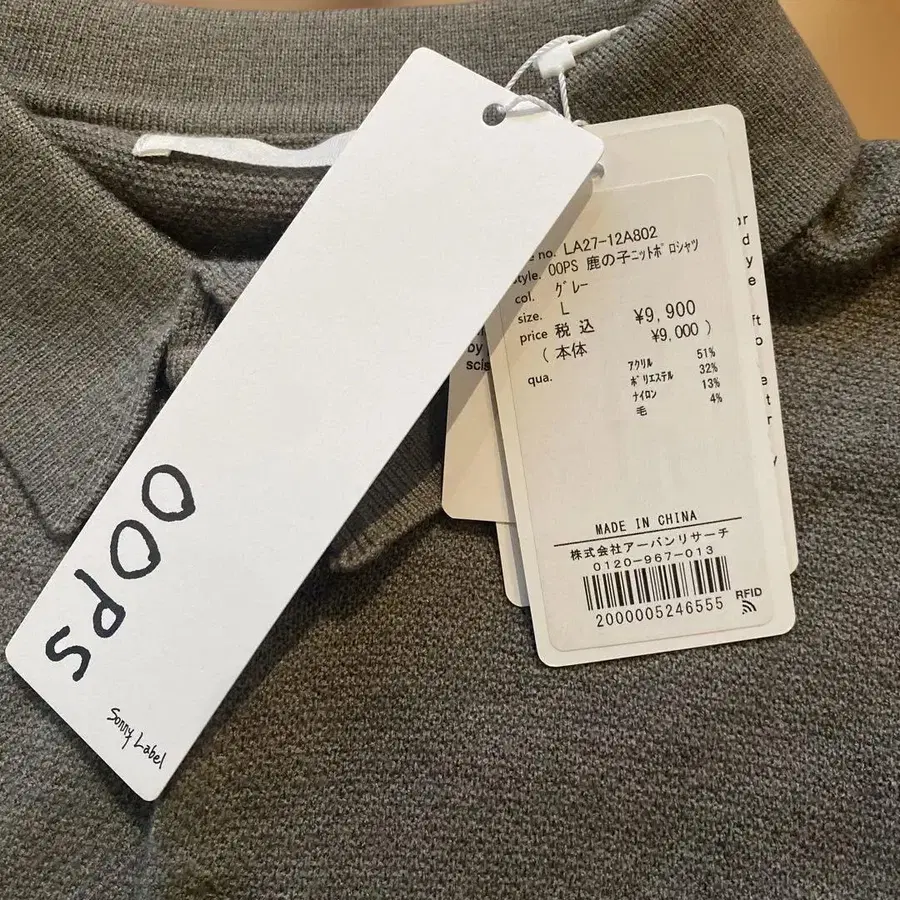 OOPS
Sonny Label
no. LA27-12A802
style. OOPS 鹿の子ニットポロシャツ
col. グレー
size. L
price 税込 ¥9,900
(本体 ¥9,000)
qua.
アクリル 51%
ポリエステル 32%
ナイロン 13%
毛 4%
MADE IN CHINA
株式会社アーバンリサーチ
0120-967-013
2000005246555
RFID
by